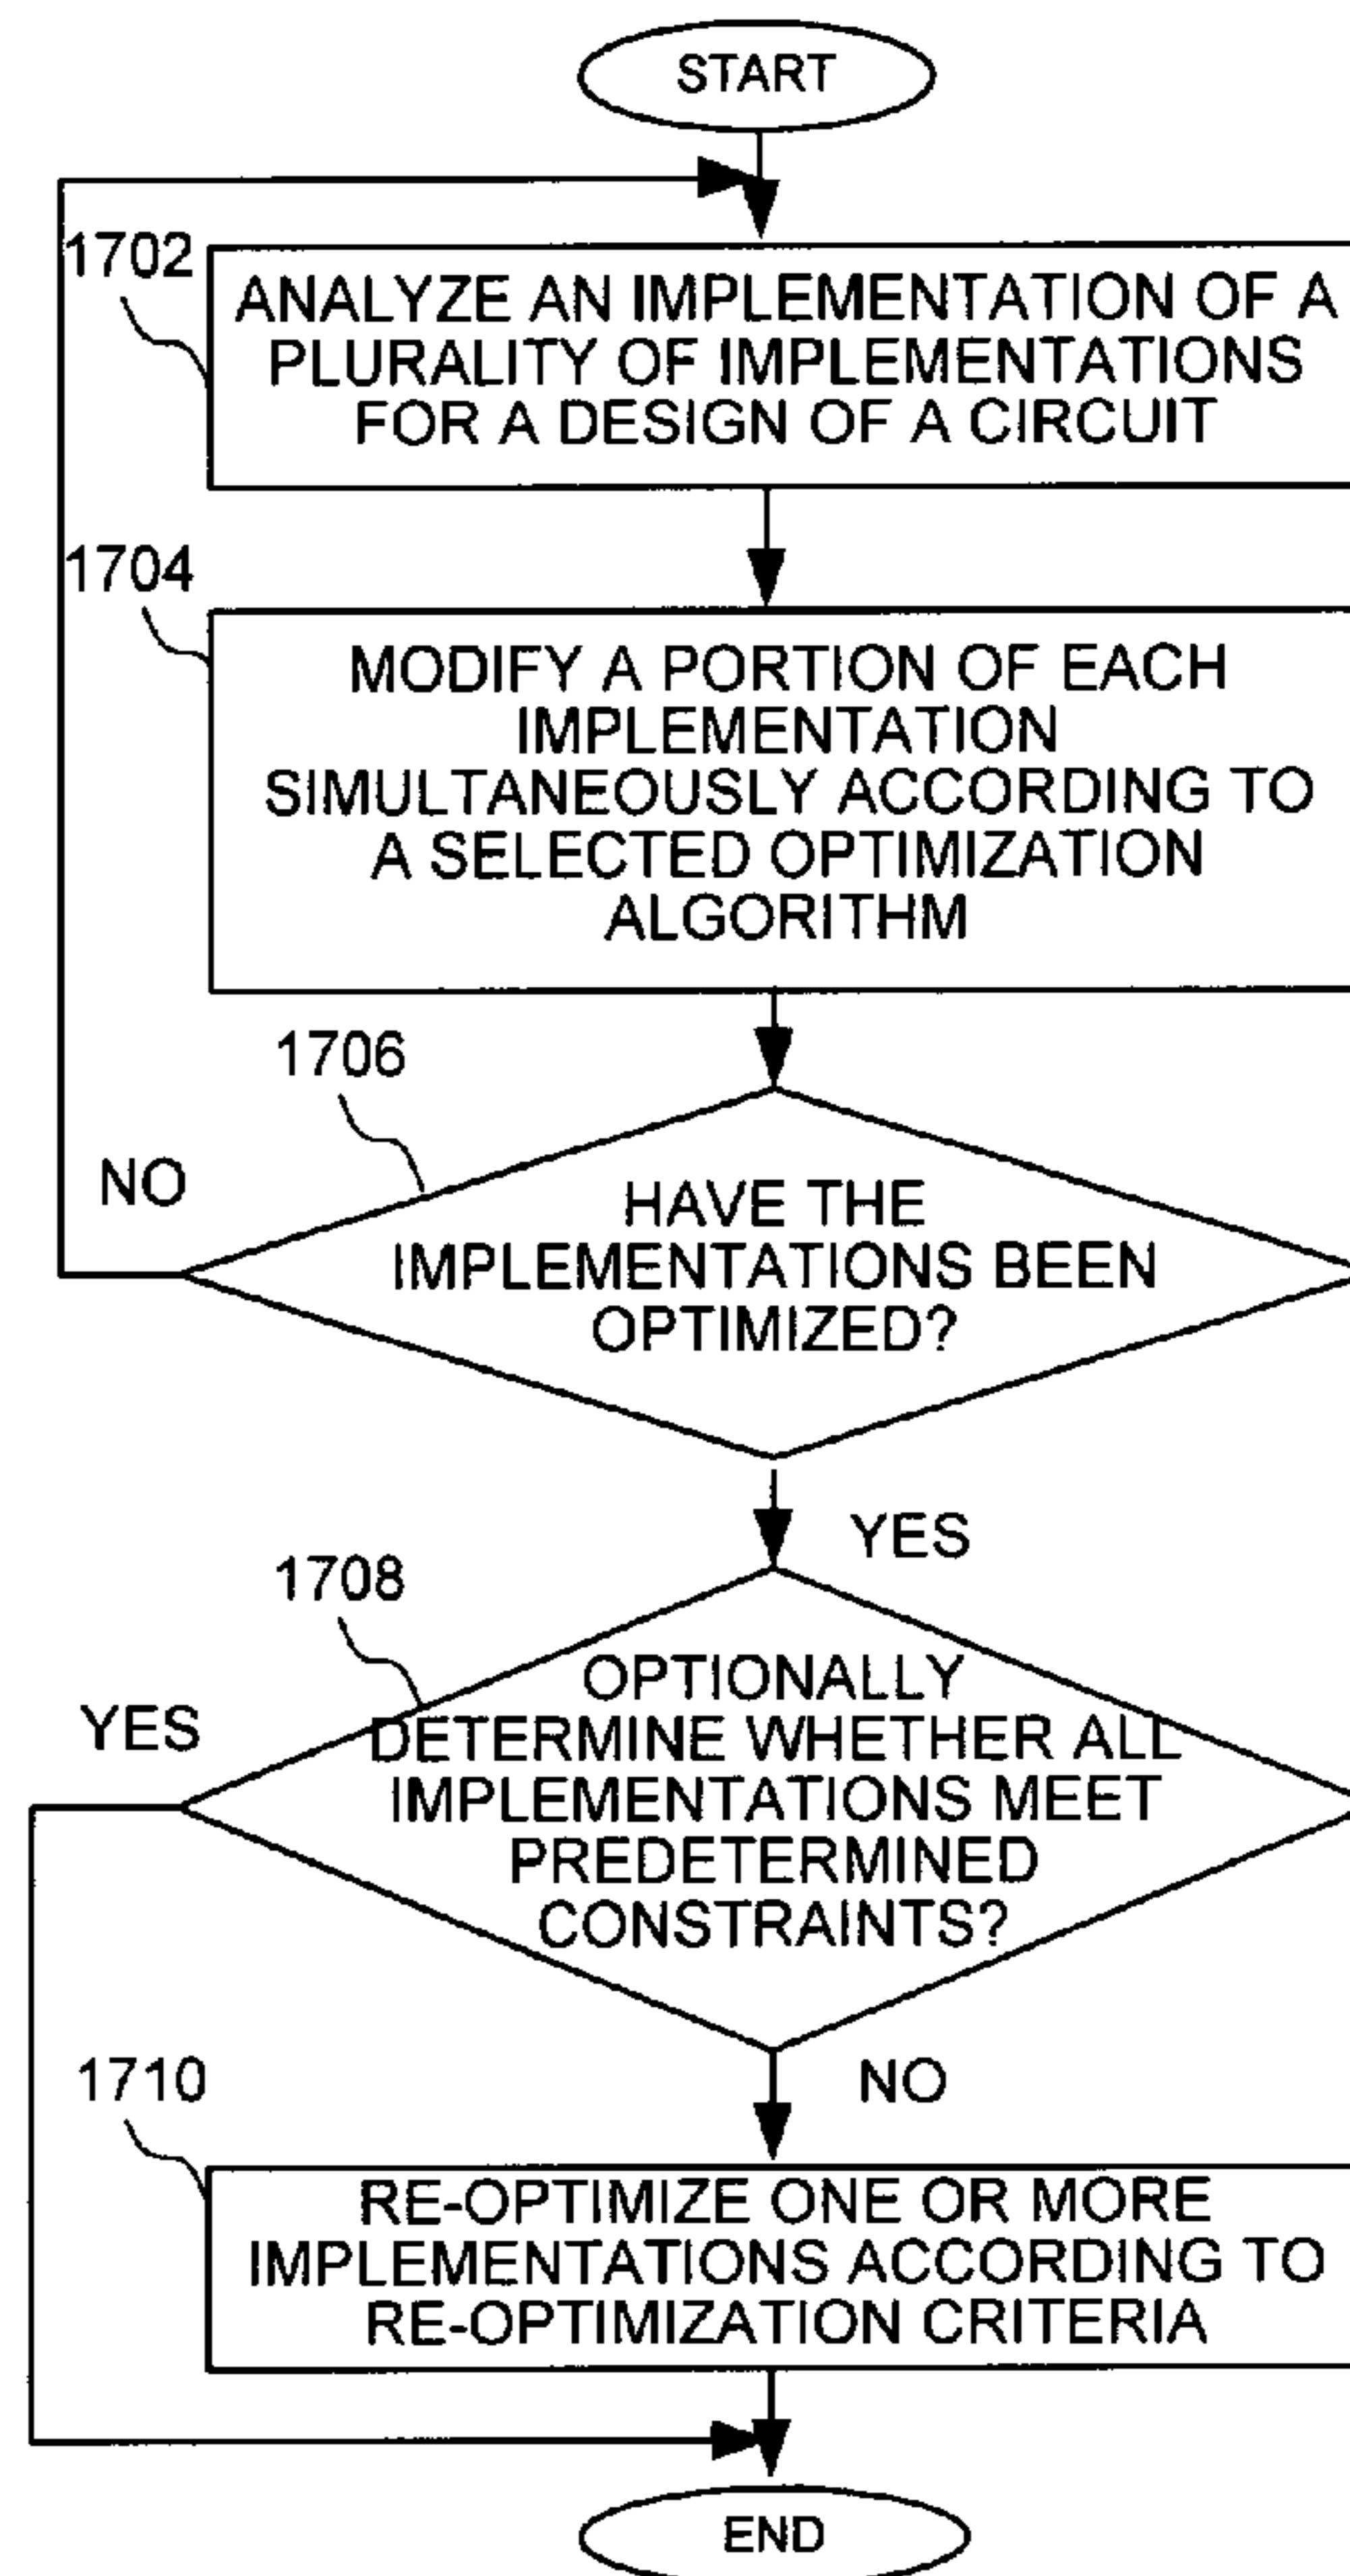 START
1702
ANALYZE AN IMPLEMENTATION OF A
PLURALITY OF IMPLEMENTATIONS
FOR A DESIGN OF A CIRCUIT
1704
MODIFY A PORTION OF EACH
IMPLEMENTATION
SIMULTANEOUSLY ACCORDING TO
A SELECTED OPTIMIZATION
ALGORITHM
1706
NO
HAVE THE
IMPLEMENTATIONS BEEN
OPTIMIZED?
YES
1708
YES
OPTIONALLY
DETERMINE WHETHER ALL
IMPLEMENTATIONS MEET
PREDETERMINED
CONSTRAINTS?
NO
1710
RE-OPTIMIZE ONE OR MORE
IMPLEMENTATIONS ACCORDING TO
RE-OPTIMIZATION CRITERIA
END